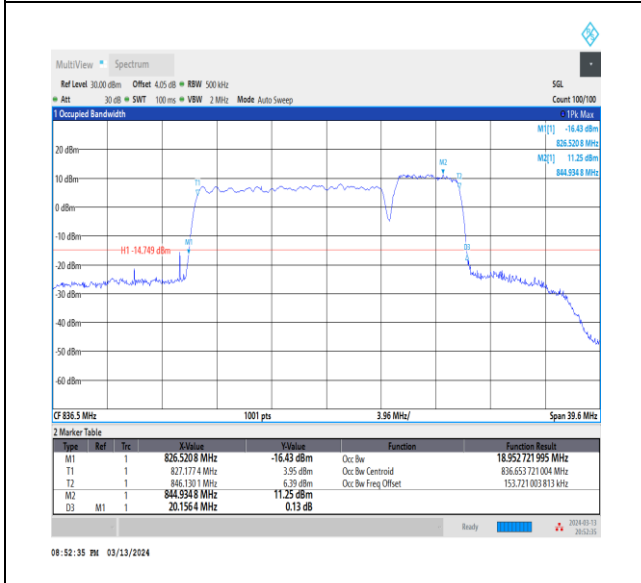 MultiView Spectrum
Ref Level 30.00 dBm Offset 4.05 dB RBW 500 kHz SGL
Att 30 dB SWT 100 ms VBW 2 MHz Mode Auto Sweep Count 100/100
1 Occupied Bandwidth 1Pk Max
M1[1] -16.43 dBm
826.520 8 MHz
M2[1] 11.25 dBm
844.934 8 MHz
20 dBm
M2
10 dBm
T1
0 dBm
-10 dBm
M1
D3
H1 -14.749 dBm
-20 dBm
-30 dBm
-40 dBm
-50 dBm
-60 dBm
CF 836.5 MHz 1001 pts 3.96 MHz/ Span 39.6 MHz
2 Marker Table
Type Ref Trc X-Value Y-Value Function Function Result
M1 1 826.520 8 MHz -16.43 dBm Occ Bw 18.952 721 995 MHz
T1 1 827.177 4 MHz 3.95 dBm Occ Bw Centroid 836.653 721 004 MHz
T2 1 846.130 1 MHz 6.39 dBm Occ Bw Freq Offset 153.721 003 813 kHz
M2 1 844.934 8 MHz 11.25 dBm
D3 M1 1 20.156 4 MHz 0.13 dB
Ready 2024-03-13
20:52:35
08:52:35 PM 03/13/2024